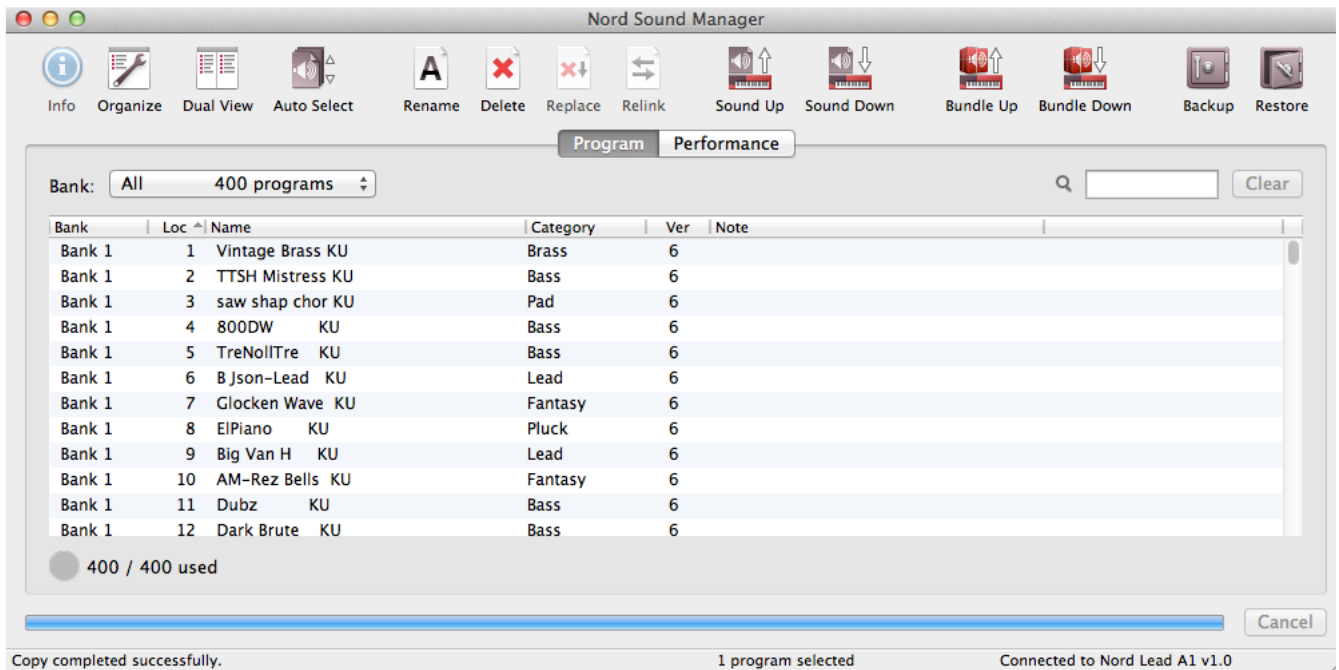 Nord Sound Manager
Info Organize Dual View Auto Select Rename Delete Replace Relink Sound Up Sound Down Bundle Up Bundle Down Backup Restore
Program Performance
Bank: All 400 programs Clear
Bank Loc Name Category Ver Note
Bank 1 1 Vintage Brass KU Brass 6
Bank 1 2 TTSH Mistress KU Bass 6
Bank 1 3 saw shap chor KU Pad 6
Bank 1 4 800DW KU Bass 6
Bank 1 5 TreNollTre KU Bass 6
Bank 1 6 B Json-Lead KU Lead 6
Bank 1 7 Glocken Wave KU Fantasy 6
Bank 1 8 ElPiano KU Pluck 6
Bank 1 9 Big Van H KU Lead 6
Bank 1 10 AM-Rez Bells KU Fantasy 6
Bank 1 11 Dubz KU Bass 6
Bank 1 12 Dark Brute KU Bass 6
400 / 400 used
Cancel
Copy completed successfully. 1 program selected Connected to Nord Lead A1 v1.0